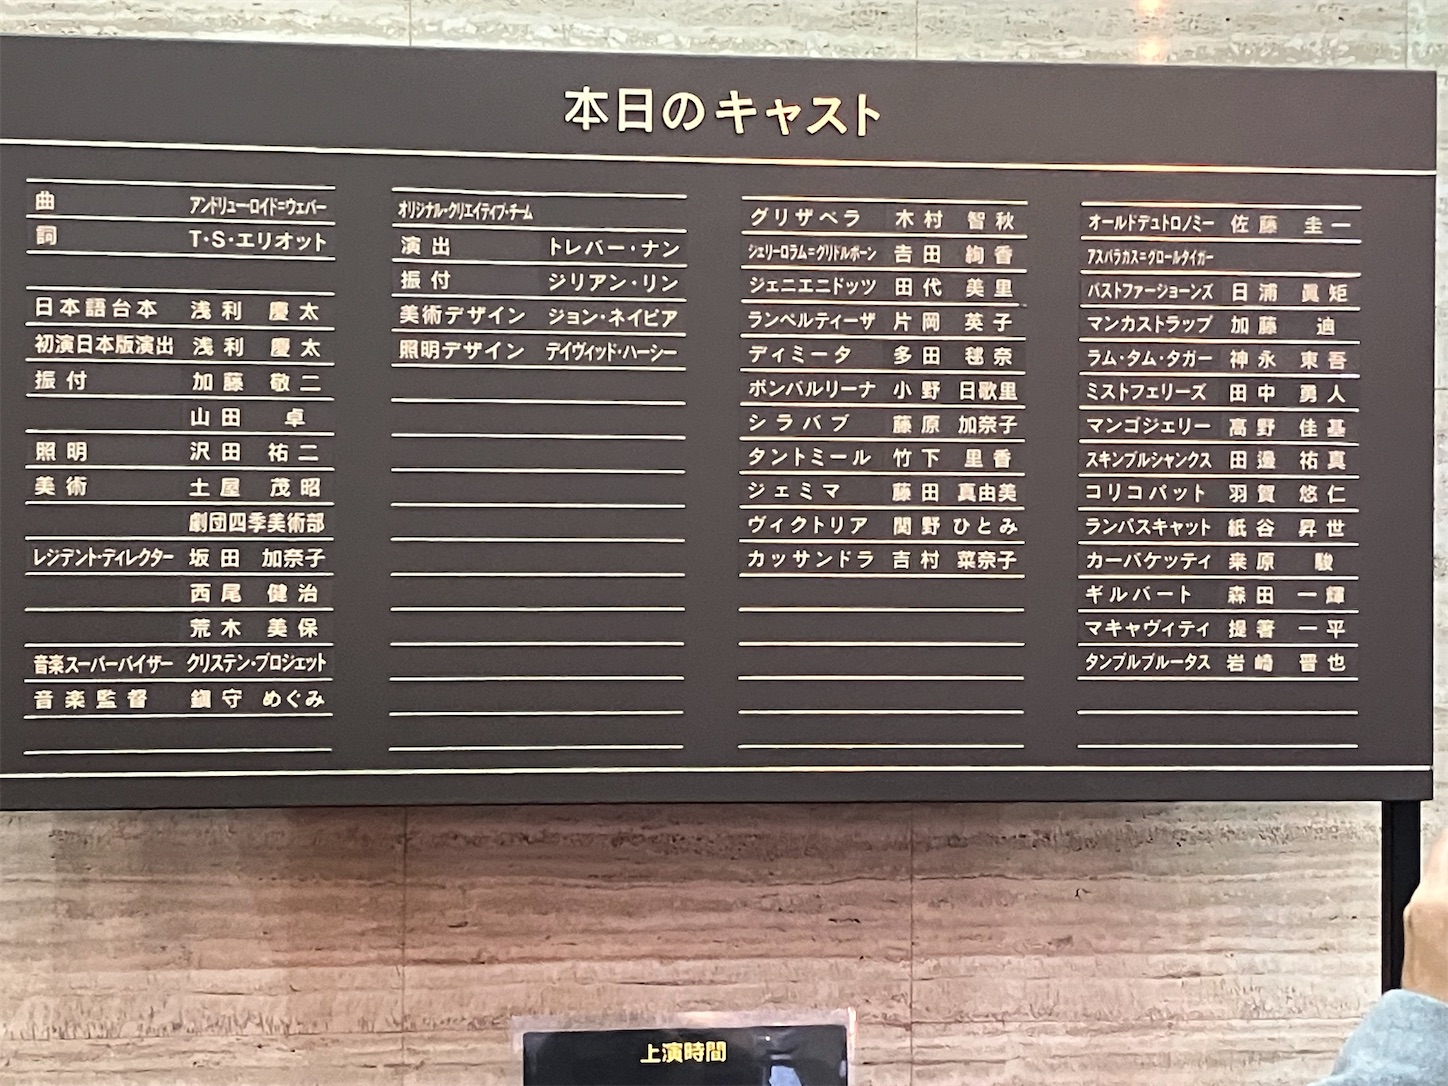 本日のキャスト
曲 アンドリュー・ロイド=ウェバー
詞 T・S・エリオット
日本語台本 浅利 慶太
初演日本版演出 浅利 慶太
振付 加藤 敬二
山田 卓
照明 沢田 祐二
美術 土屋 茂昭
劇団四季美術部
レジデント・ディレクター 坂田 加奈子
西尾 健治
荒木 美保
音楽スーパーバイザー クリステン・ブロジェット
音楽監督 鎮守 めぐみ
オリジナル・クリエイティブ・チーム
演出 トレバー・ナン
振付 ジリアン・リン
美術デザイン ジョン・ネイピア
照明デザイン デイヴィッド・ハーシー
グリザベラ 木村 智秋
ジェリーロラム=グリドルボーン 吉田 絢香
ジェニエニドッツ 田代 美里
ランペルティーザ 片岡 英子
ディミータ 多田 毬奈
ボンバルリーナ 小野 日歌里
シラバブ 藤原 加奈子
タントミール 竹下 里香
ジェミマ 藤田 真由美
ヴィクトリア 関野 ひとみ
カッサンドラ 吉村 菜奈子
オールドデュトロノミー 佐藤 圭一
アスパラガス=グロールタイガー
バストファージョーンズ 日浦 眞矩
マンカストラップ 加藤 迪
ラム・タム・タガー 神永 東吾
ミストフェリーズ 田中 勇人
マンゴジェリー 髙野 佳基
スキンブルシャンクス 田邊 祐真
コリコパット 羽賀 悠仁
ランパスキャット 紙谷 昇世
カーバケッティ 桒原 駿
ギルバート 森田 一輝
マキャヴィティ 提箸 一平
タンブルブルータス 岩﨑 晋也
上演時間